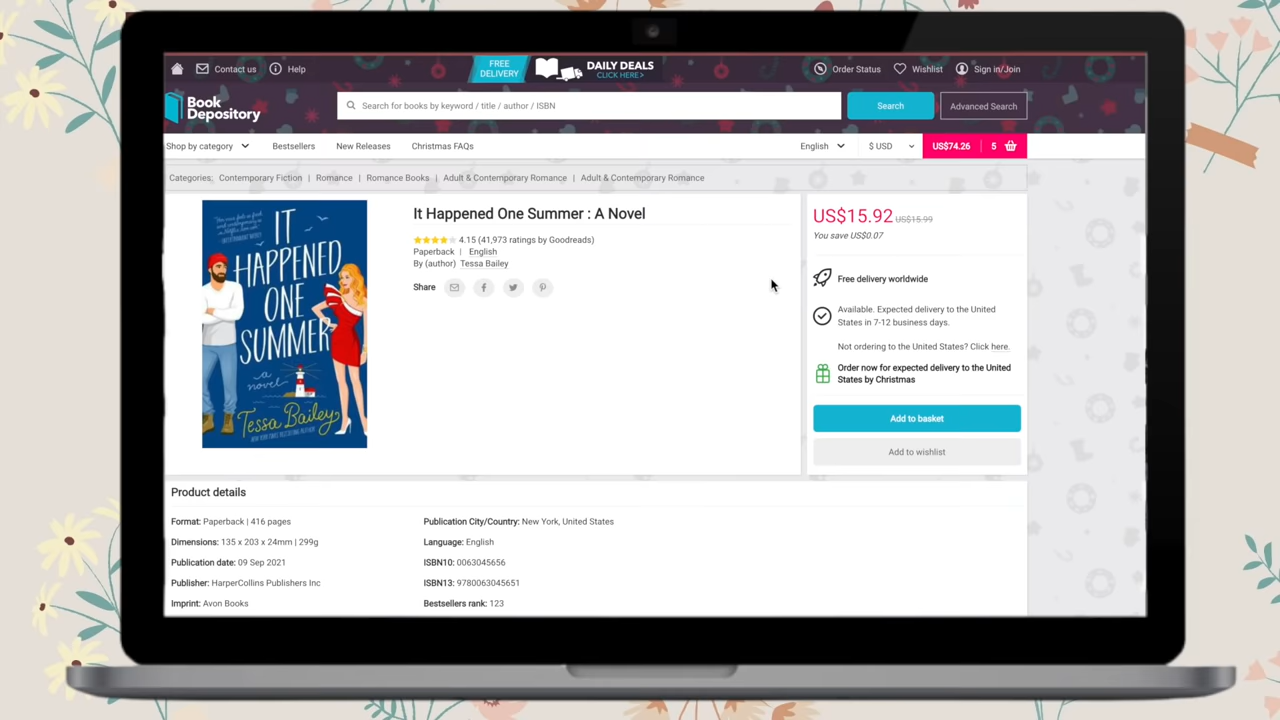 Contact us
Help
FREE
DELIVERY
DAILY DEALS
CLICK HERE>
Order Status
Wishlist
Sign in/Join
Book
Depository
Search for books by keyword / title / author / ISBN
Search
Advanced Search
Shop by category
Bestsellers
New Releases
Christmas FAQs
English
$ USD
US$74.26
5
Categories: Contemporary Fiction | Romance | Romance Books | Adult & Contemporary Romance | Adult & Contemporary Romance
IT
HAPPENED
ONE
SUMMER
a
novel
Tessa Bailey
It Happened One Summer : A Novel
4.15 (41,973 ratings by Goodreads)
Paperback | English
By (author) Tessa Bailey
Share
US$15.92 US$15.99
You save US$0.07
Free delivery worldwide
Available. Expected delivery to the United
States in 7-12 business days.
Not ordering to the United States? Click here.
Order now for expected delivery to the United
States by Christmas
Add to basket
Add to wishlist
Product details
Format: Paperback | 416 pages
Dimensions: 135 x 203 x 24mm | 299g
Publication date: 09 Sep 2021
Publisher: HarperCollins Publishers Inc
Imprint: Avon Books
Publication City/Country: New York, United States
Language: English
ISBN10: 0063045656
ISBN13: 9780063045651
Bestsellers rank: 123